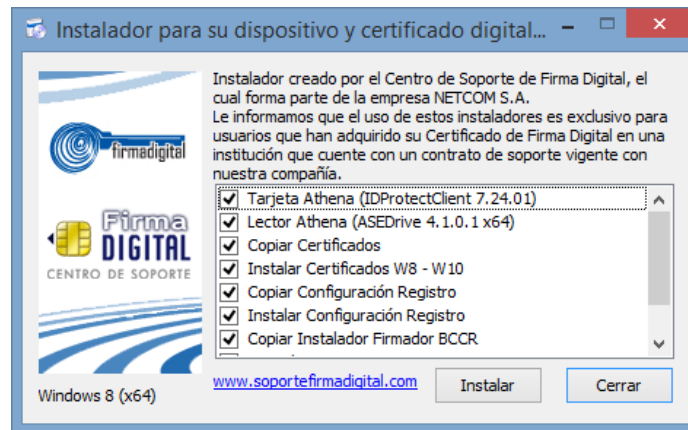 Instalador para su dispositivo y certificado digital...
Instalador creado por el Centro de Soporte de Firma Digital, el
cual forma parte de la empresa NETCOM S.A.
Le informamos que el uso de estos instaladores es exclusivo para
usuarios que han adquirido su Certificado de Firma Digital en una
institución que cuente con un contrato de soporte vigente con
nuestra compañía.
firmadigital
Firma
DIGITAL
CENTRO DE SOPORTE
Tarjeta Athena (IDProtectClient 7.24.01)
Lector Athena (ASEDrive 4.1.0.1 x64)
Copiar Certificados
Instalar Certificados W8 - W10
Copiar Configuración Registro
Instalar Configuración Registro
Copiar Instalador Firmador BCCR
Windows 8 (x64)
www.soportefirmadigital.com
Instalar
Cerrar